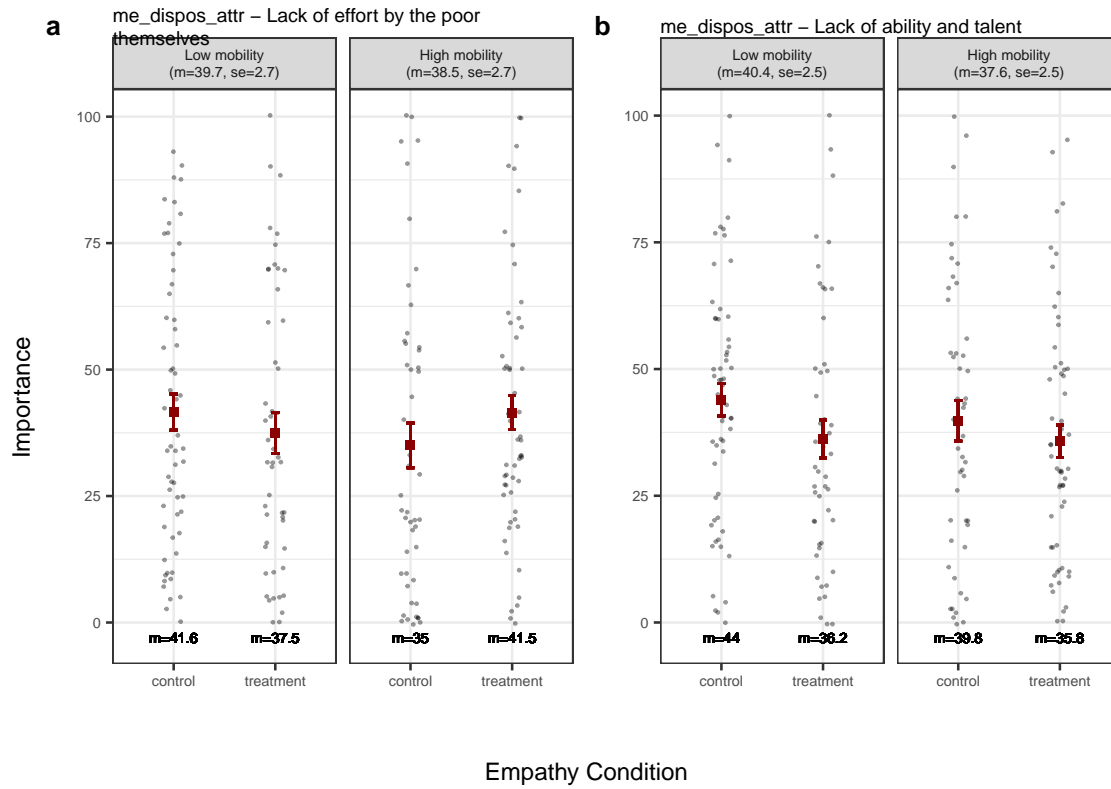 a
me_dispos_attr – Lack of effort by the poor
themselves
Low mobility
(m=39.7, se=2.7)
High mobility
(m=38.5, se=2.7)
100
75
50
25
0
m=41.6
m=37.5
m=35
m=41.5
control
treatment
control
treatment
b
me_dispos_attr – Lack of ability and talent
Low mobility
(m=40.4, se=2.5)
High mobility
(m=37.6, se=2.5)
100
75
50
25
0
m=44
m=36.2
m=39.8
m=35.8
control
treatment
control
treatment
Importance
Empathy Condition